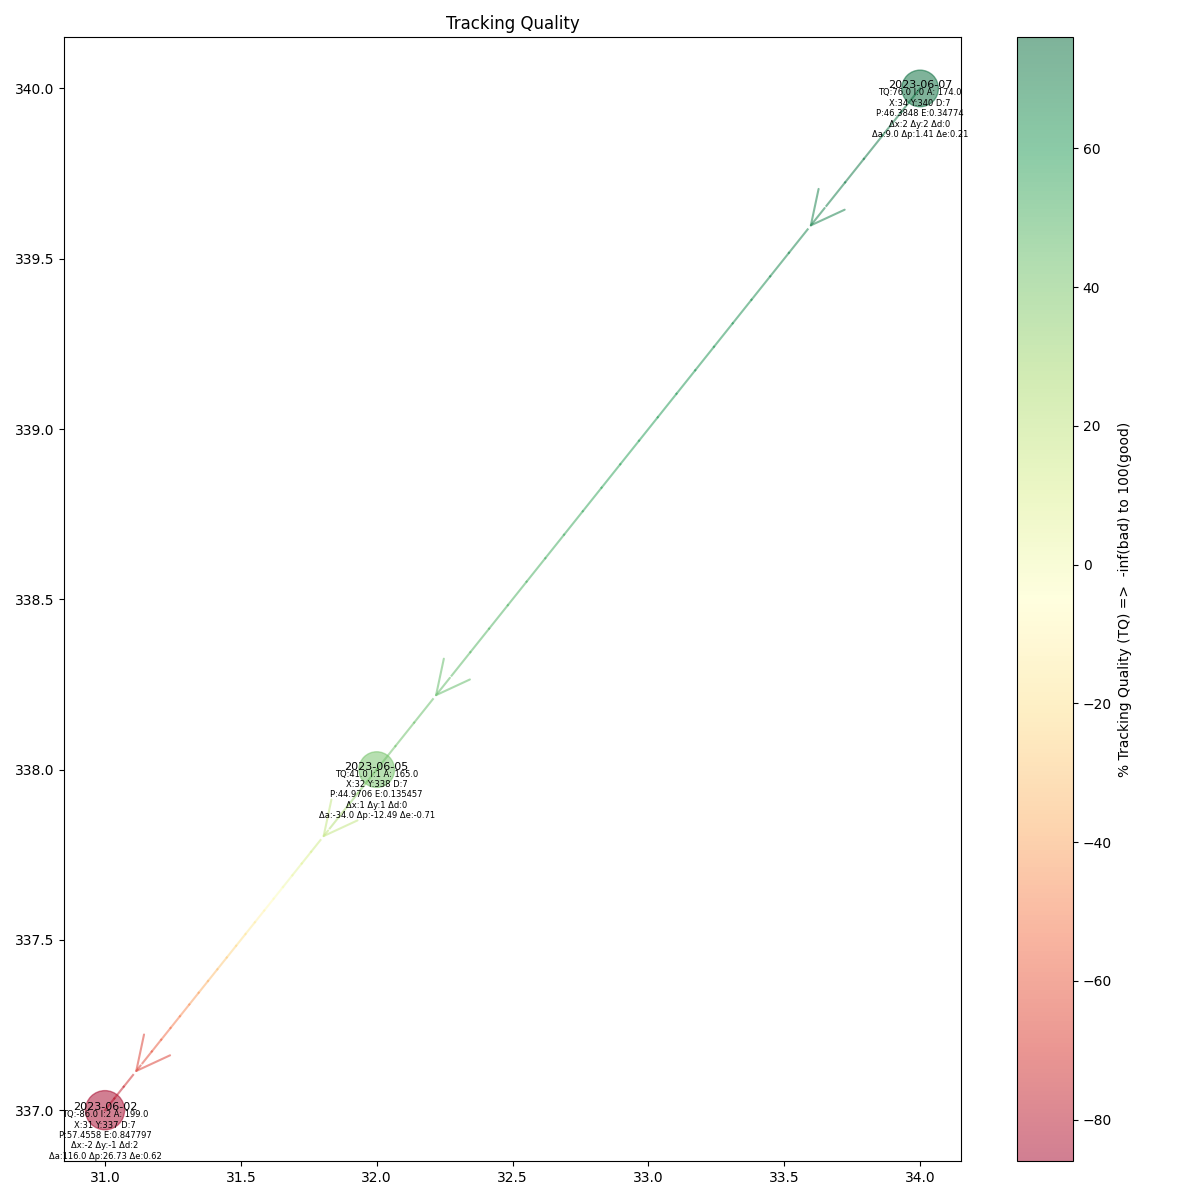 Tracking Quality
340.0
339.5
339.0
338.5
338.0
337.5
337.0
2023-06-07
TQ:76.0 I:0 A: 174.0
X:34 Y:340 D:7
P:46.3848 E:0.34774
Δx:2 Δy:2 Δd:0
Δa:9.0 Δp:1.41 Δe:0.21
2023-06-05
TQ:41.0 I:1 A: 165.0
X:32 Y:338 D:7
P:44.9706 E:0.135457
Δx:1 Δy:1 Δd:0
Δa:-34.0 Δp:-12.49 Δe:-0.71
2023-06-02
TQ:-86.0 I:2 A: 199.0
X:31 Y:337 D:7
P:57.4558 E:0.847797
Δx:-2 Δy:-1 Δd:2
Δa:116.0 Δp:26.73 Δe:0.62
31.0 31.5 32.0 32.5 33.0 33.5 34.0
60
40
20
0
−20
−40
−60
−80
% Tracking Quality (TQ) => -inf(bad) to 100(good)